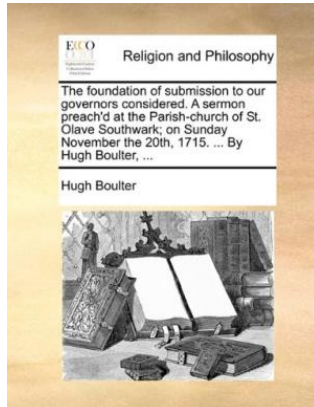 ECCO
Religion and Philosophy
The foundation of submission to our
governors considered. A sermon
preach'd at the Parish-church of St.
Olave Southwark; on Sunday
November the 20th, 1715. ... By
Hugh Boulter, ...
Hugh Boulter